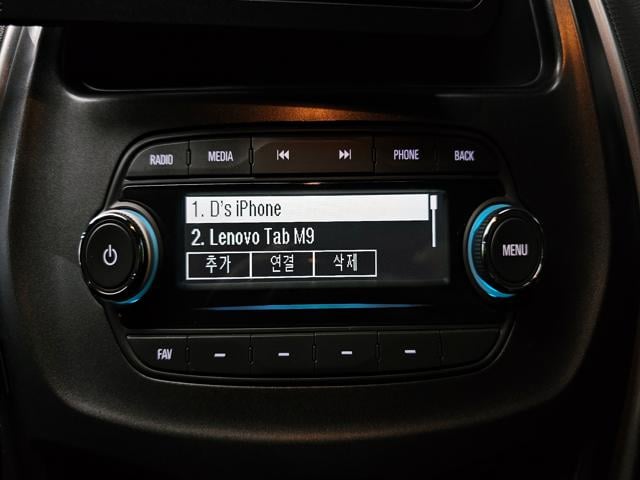 RADIO MEDIA PHONE BACK
1. D's iPhone
2. Lenovo Tab M9
추가 연결 삭제
MENU
FAV